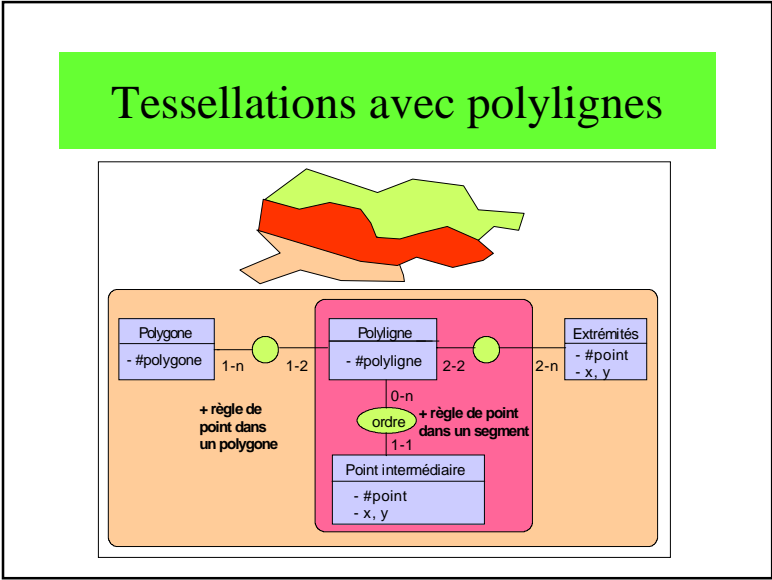 Tessellations avec polylignes
Polygone
- #polygone
1-n
1-2
Polyligne
- #polyligne
2-2
2-n
Extrémités
- #point
- x, y
+ règle de
point dans
un polygone
0-n
ordre
1-1
+ règle de point
dans un segment
Point intermédiaire
- #point
- x, y